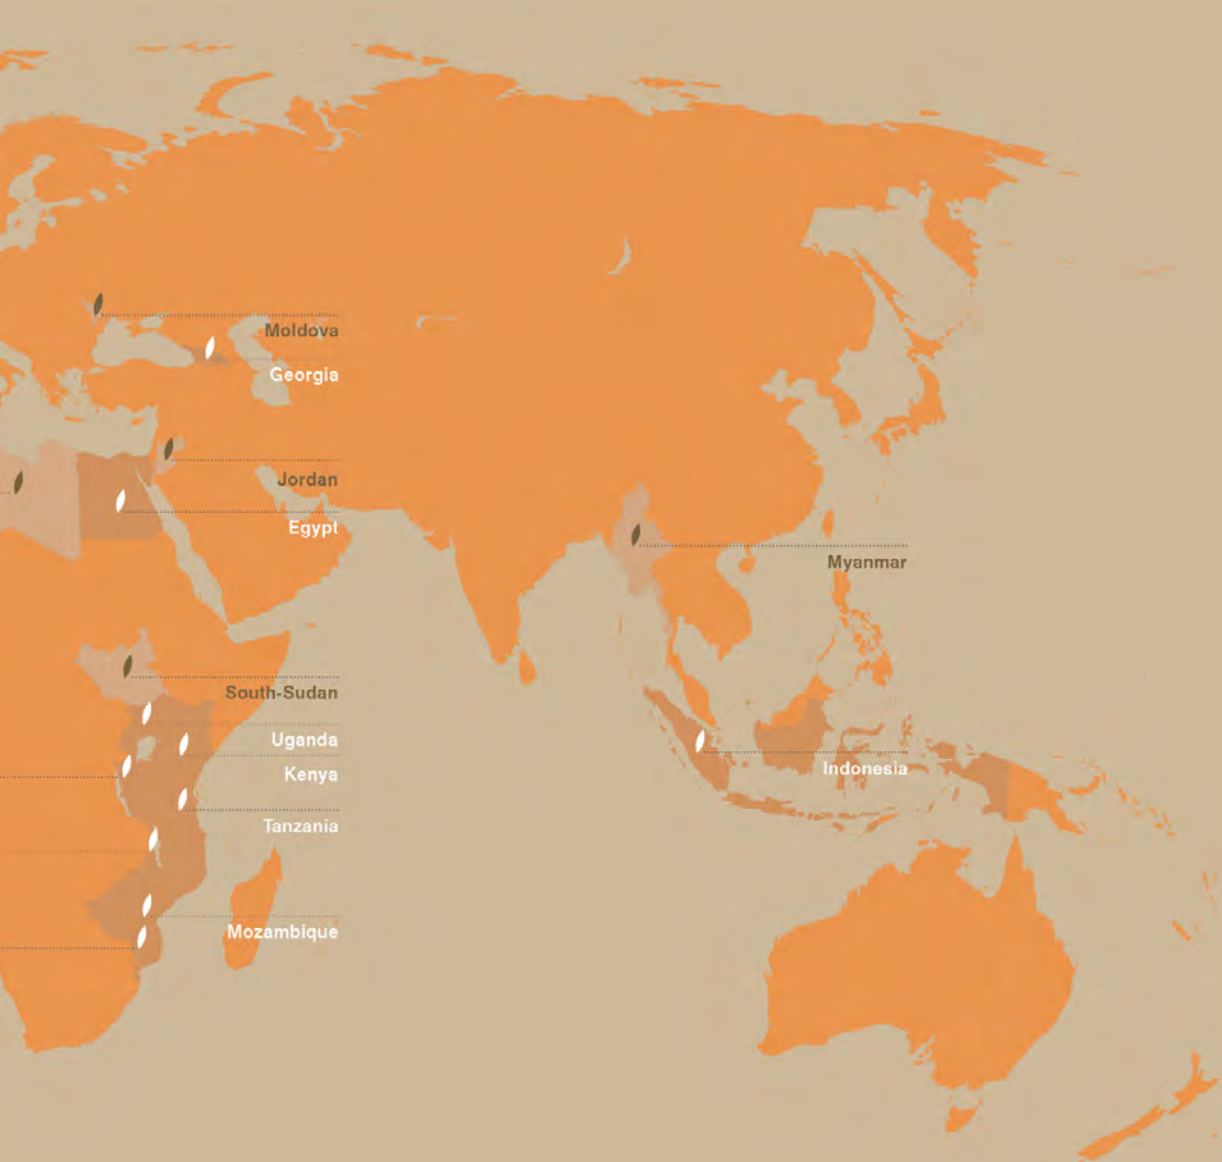 Moldova
Georgia
Jordan
Egypt
Myanmar
South-Sudan
Uganda
Kenya
Indonesia
Tanzania
Mozambique